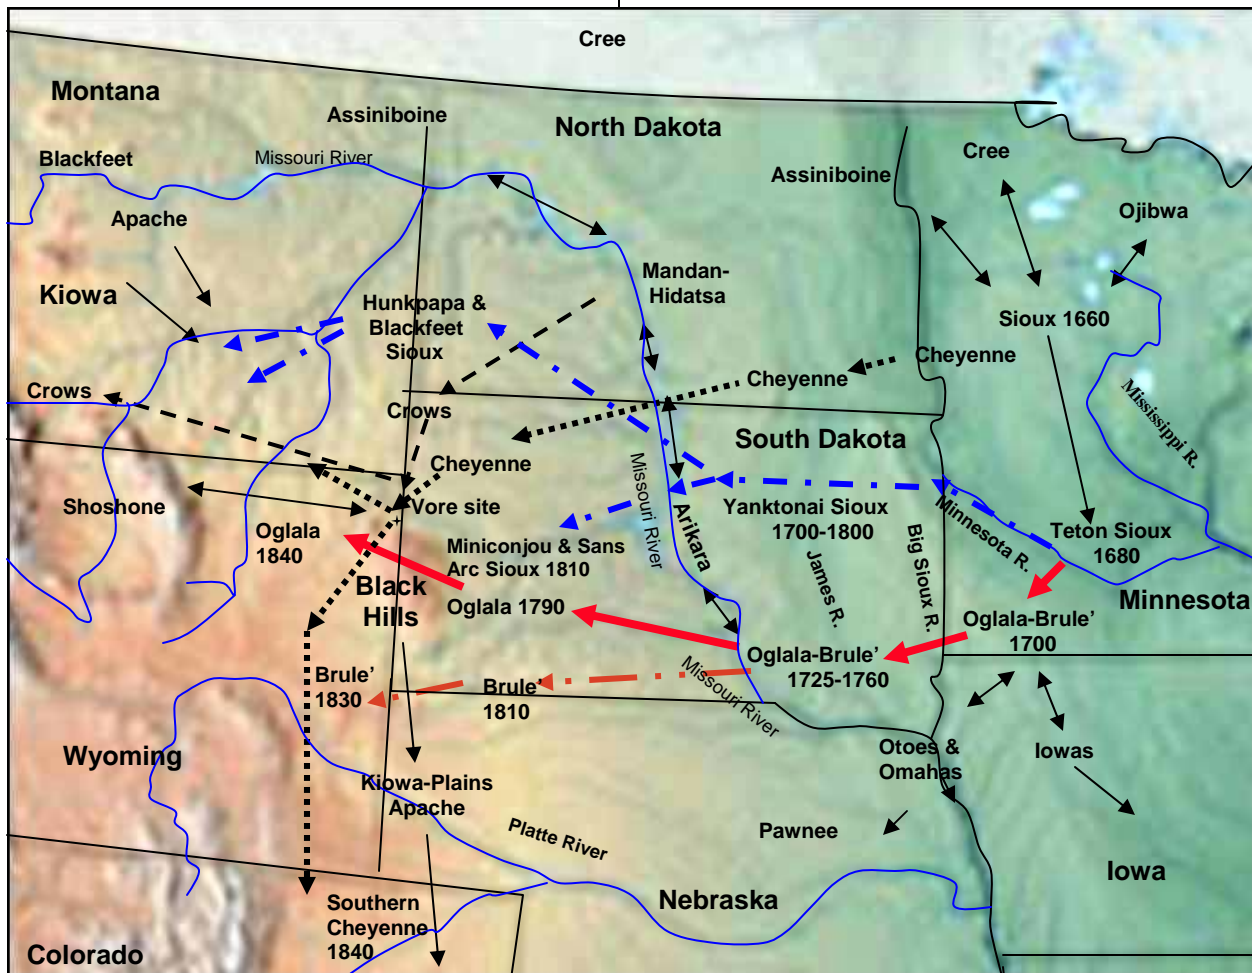 Cree
Montana
Assiniboine
North Dakota
Blackfeet
Missouri River
Cree
Assiniboine
Apache
Ojibwa
Kiowa
Mandan-
Hidatsa
Hunkpapa &
Blackfeet
Sioux
Sioux 1660
Cheyenne
Cheyenne
Crows
Crows
Mississippi R.
South Dakota
Cheyenne
Missouri River
Shoshone
Vore site
Arikara
Yanktonai Sioux
1700-1800
Minnesota R.
Oglala
1840
Miniconjou & Sans
Arc Sioux 1810
James R.
Big Sioux R.
Teton Sioux
1680
Black
Hills
Oglala 1790
Minnesota
Oglala-Brule’
1700
Oglala-Brule’
1725-1760
Brule’
1830
Brule’
1810
Missouri River
Wyoming
Otoes &
Omahas
Iowas
Kiowa-Plains
Apache
Platte River
Pawnee
Iowa
Nebraska
Southern
Cheyenne
1840
Colorado